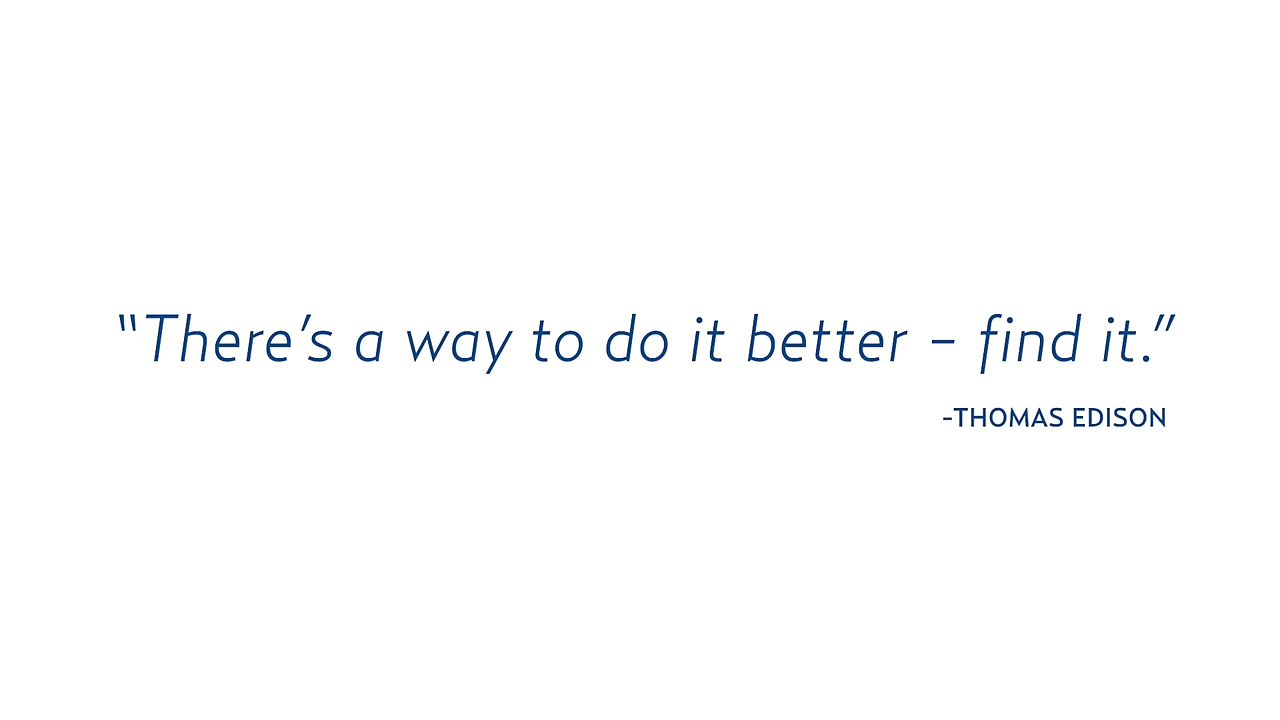 “There’s a way to do it better – find it.”
-THOMAS EDISON